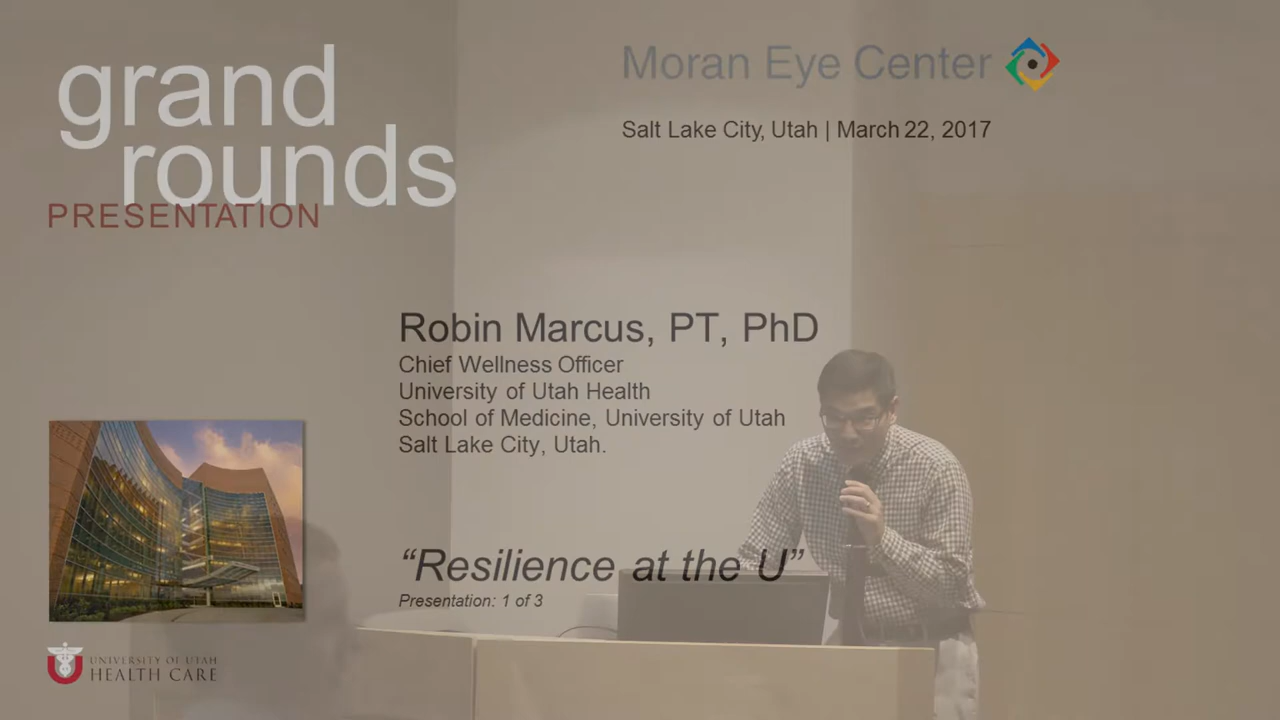 grand
rounds
PRESENTATION
Moran Eye Center
Salt Lake City, Utah | March 22, 2017
Robin Marcus, PT, PhD
Chief Wellness Officer
University of Utah Health
School of Medicine, University of Utah
Salt Lake City, Utah.
“Resilience at the U”
Presentation: 1 of 3
UNIVERSITY OF UTAH
HEALTH CARE